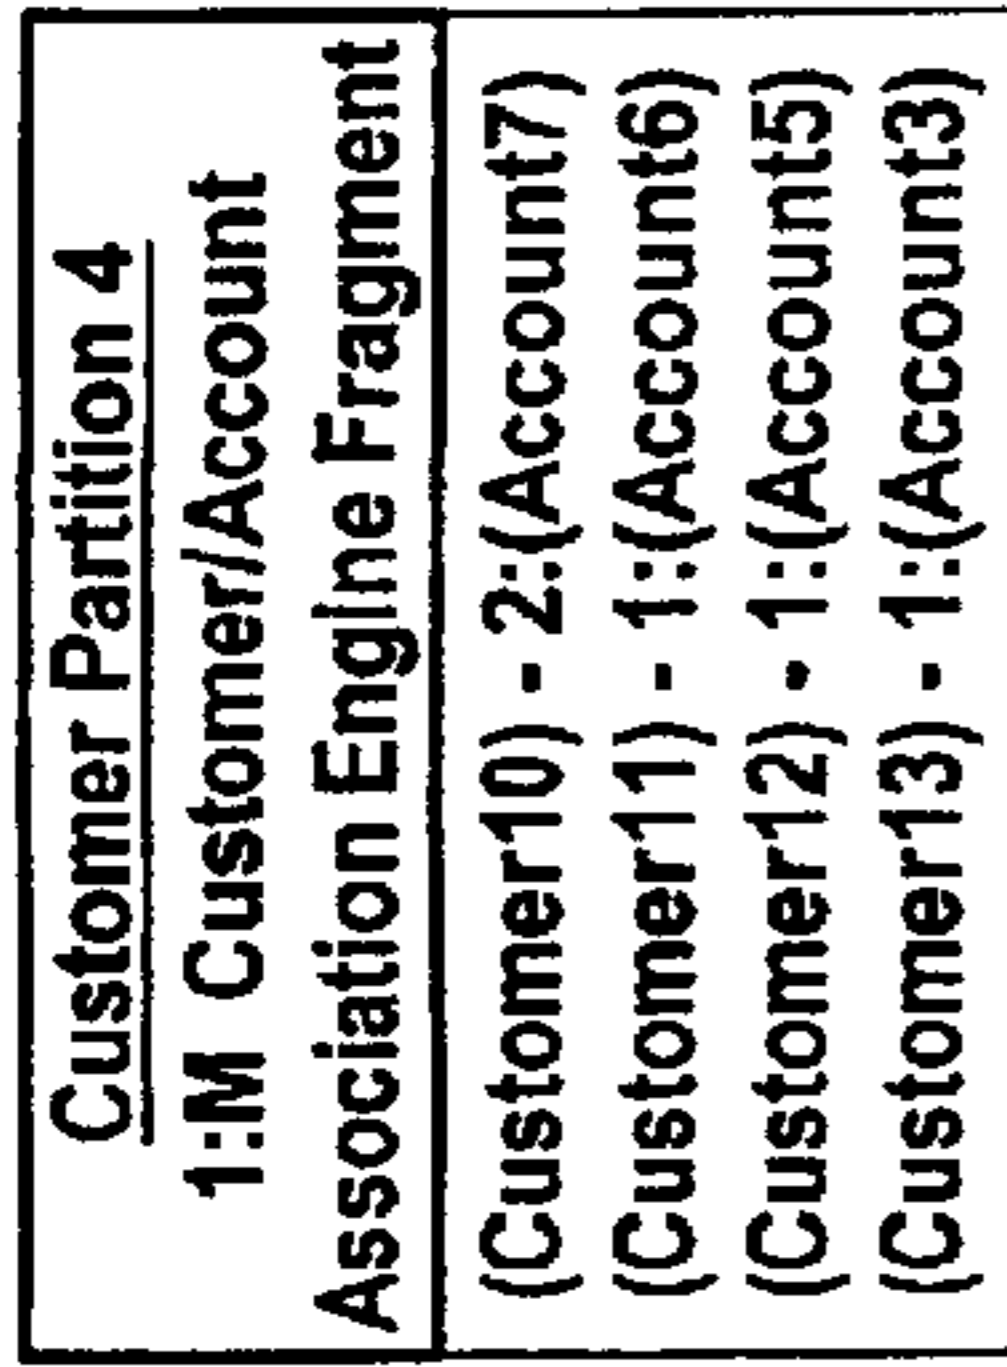 Customer Partition 4
1:M Customer/Account
Association Engine Fragment
(Customer10) - 2:(Account7)
(Customer11) - 1:(Account6)
(Customer12) - 1:(Account5)
(Customer13) - 1:(Account3)